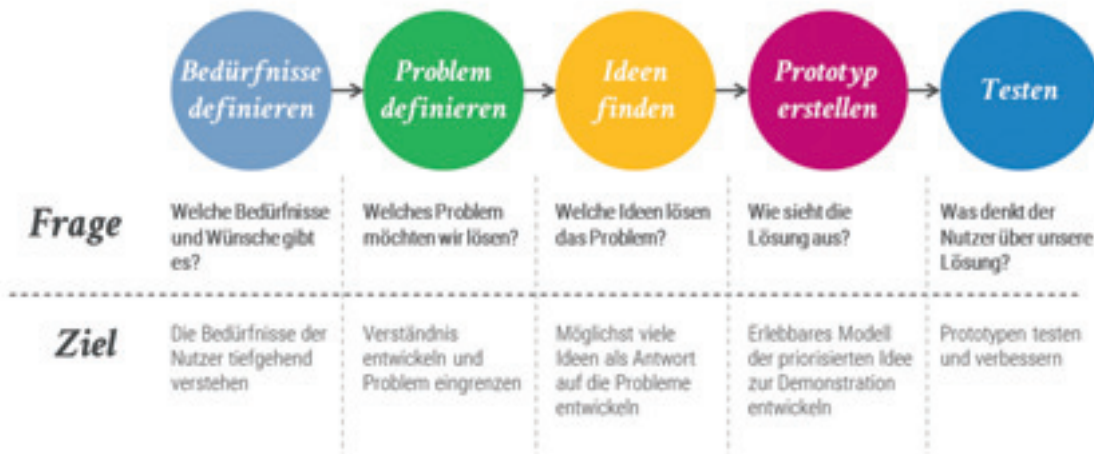 Bedürfnisse
definieren
Problem
definieren
Ideen
finden
Prototyp
erstellen
Testen
Frage
Welche Bedürfnisse
und Wünsche gibt
es?
Welches Problem
möchten wir lösen?
Welche Ideen lösen
das Problem?
Wie sieht die
Lösung aus?
Was denkt der
Nutzer über unsere
Lösung?
Ziel
Die Bedürfnisse der
Nutzer tiefgehend
verstehen
Verständnis
entwickeln und
Problem eingrenzen
Möglichst viele
Ideen als Antwort
auf die Probleme
entwickeln
Erlebbares Modell
der priorisierten Idee
zur Demonstration
entwickeln
Prototypen testen
und verbessern